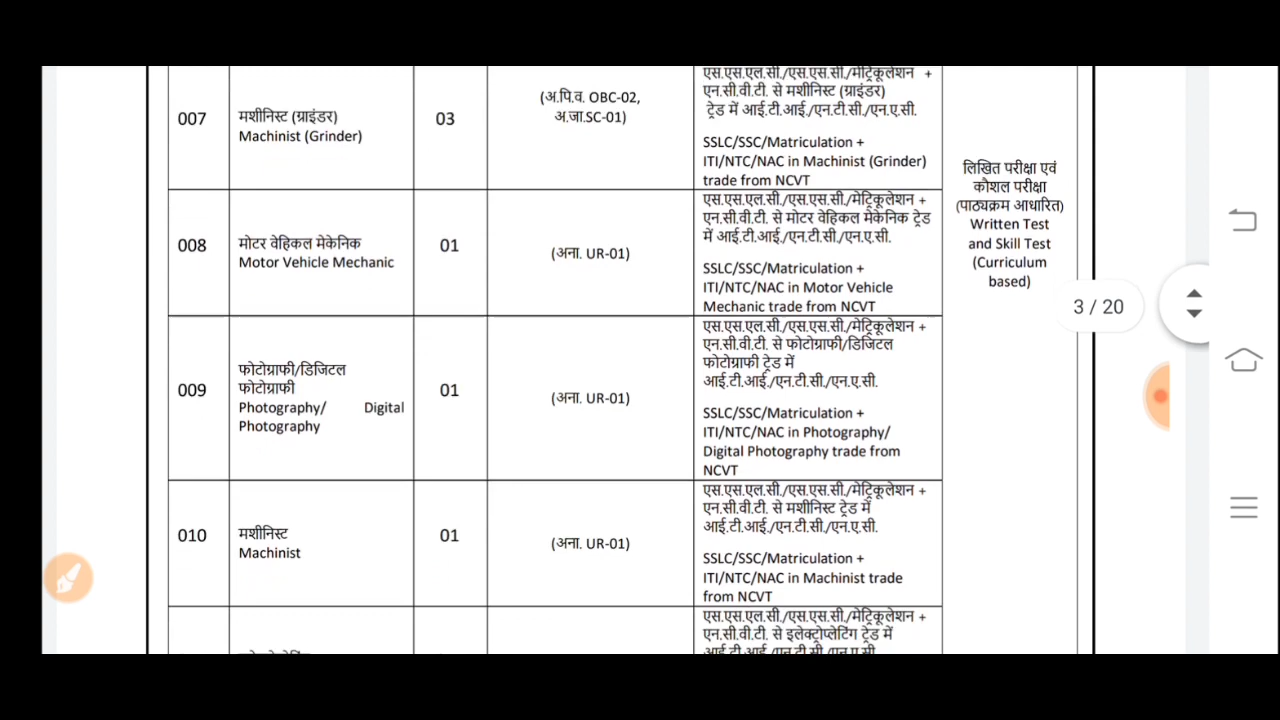 एस.एस.एल.सी./एस.एस.सी./मेट्रिकूलेशन +
एन.सी.वी.टी. से मशीनिस्ट (ग्राइंडर)
ट्रेड में आई.टी.आई./एन.टी.सी./एन.ए.सी.
SSLC/SSC/Matriculation +
ITI/NTC/NAC in Machinist (Grinder)
trade from NCVT
007
मशीनिस्ट (ग्राइंडर)
Machinist (Grinder)
03
(अ.पि.व. OBC-02,
अ.जा.SC-01)
लिखित परीक्षा एवं
कौशल परीक्षा
(पाठ्यक्रम आधारित)
Written Test
and Skill Test
(Curriculum
based)
008
मोटर वेहिकल मेकेनिक
Motor Vehicle Mechanic
01
(अना. UR-01)
एस.एस.एल.सी./एस.एस.सी./मेट्रिकूलेशन +
एन.सी.वी.टी. से मोटर वेहिकल मेकेनिक ट्रेड
में आई.टी.आई./एन.टी.सी./एन.ए.सी.
SSLC/SSC/Matriculation +
ITI/NTC/NAC in Motor Vehicle
Mechanic trade from NCVT
3 / 20
009
फोटोग्राफी/डिजिटल
फोटोग्राफी
Photography/ Digital
Photography
01
(अना. UR-01)
एस.एस.एल.सी./एस.एस.सी./मेट्रिकूलेशन +
एन.सी.वी.टी. से फोटोग्राफी/डिजिटल
फोटोग्राफी ट्रेड में
आई.टी.आई./एन.टी.सी./एन.ए.सी.
SSLC/SSC/Matriculation +
ITI/NTC/NAC in Photography/
Digital Photography trade from
NCVT
010
मशीनिस्ट
Machinist
01
(अना. UR-01)
एस.एस.एल.सी./एस.एस.सी./मेट्रिकूलेशन +
एन.सी.वी.टी. से मशीनिस्ट ट्रेड में
आई.टी.आई./एन.टी.सी./एन.ए.सी.
SSLC/SSC/Matriculation +
ITI/NTC/NAC in Machinist trade
from NCVT
एस.एस.एल.सी./एस.एस.सी./मेट्रिकूलेशन +
एन.सी.वी.टी. से इलेक्ट्रोप्लेटिंग ट्रेड में
आई.टी.आई./एन.टी.सी./एन.ए.सी.